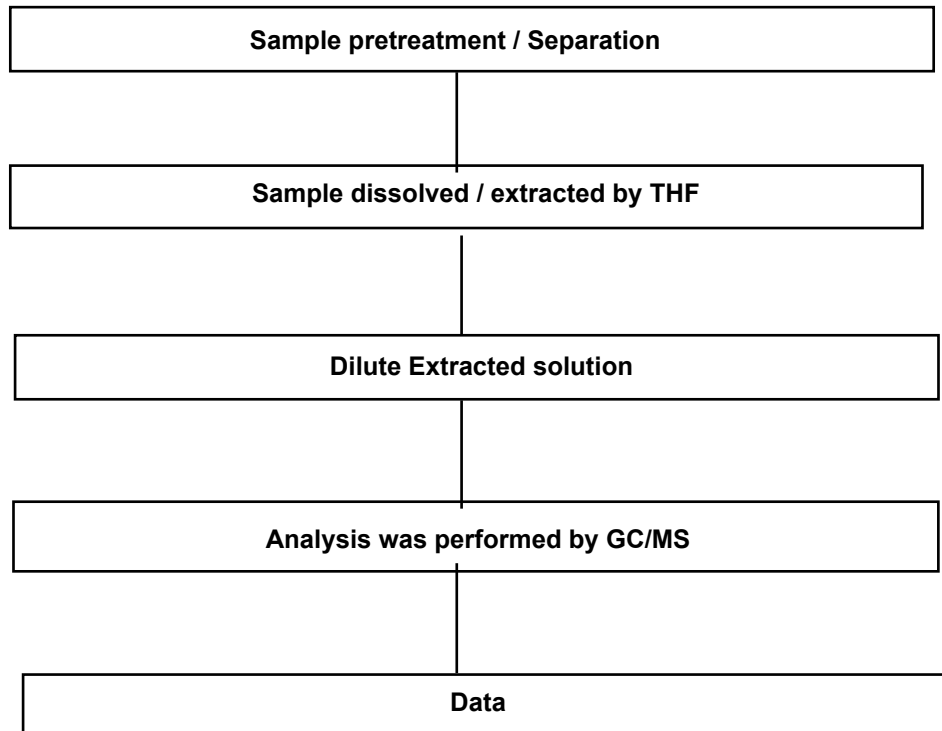 Sample pretreatment / Separation
Sample dissolved / extracted by THF
Dilute Extracted solution
Analysis was performed by GC/MS
Data